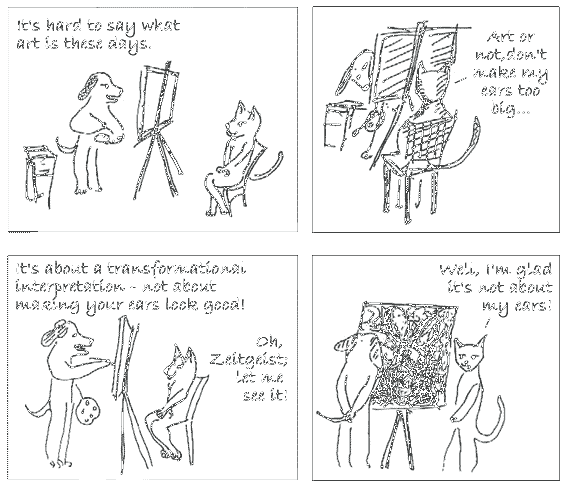 It's hard to say what
art is these days.
Art or
not, don't
make my
ears too
big...
It's about a transformational
interpretation - not about
making your ears look good!
Oh,
Zeitgeist,
let me
see it!
Well, I'm glad
it's not about
my ears!